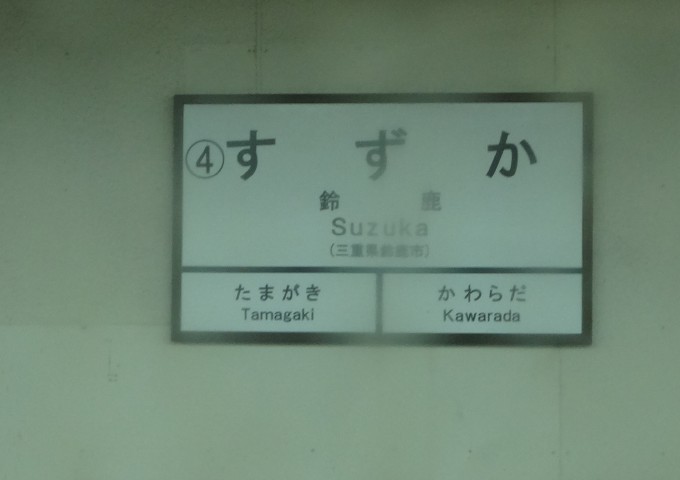 ④すずか
鈴鹿
Suzuka
(三重県鈴鹿市)
たまがき
Tamagaki
かわらだ
Kawarada